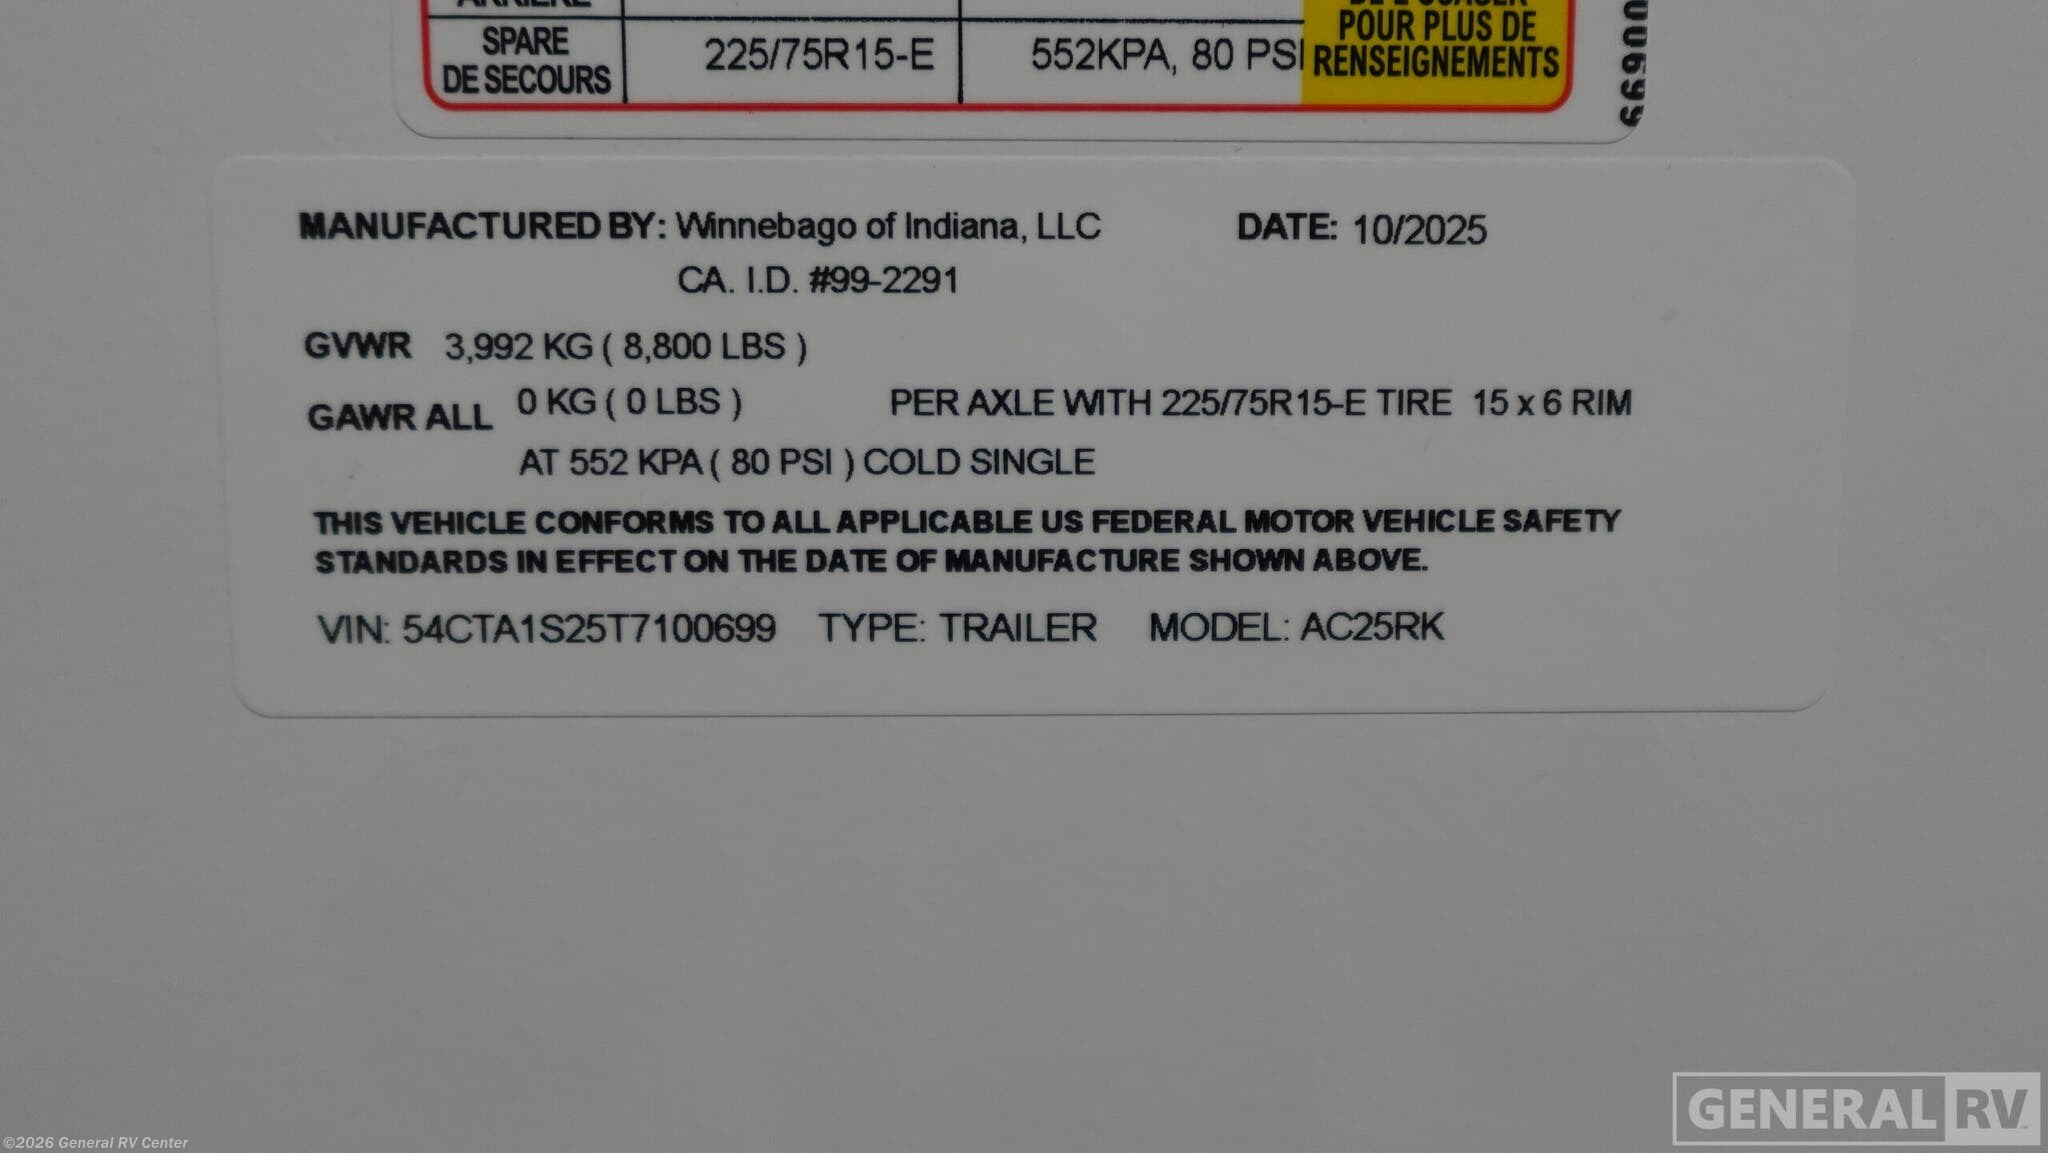 ARRIÈRE
SPARE
DE SECOURS
225/75R15-E
552KPA, 80 PSI
DE L'USAGER
POUR PLUS DE
RENSEIGNEMENTS
00699
MANUFACTURED BY: Winnebago of Indiana, LLC DATE: 10/2025
CA. I.D. #99-2291
GVWR 3,992 KG ( 8,800 LBS )
GAWR ALL 0 KG ( 0 LBS ) PER AXLE WITH 225/75R15-E TIRE 15 x 6 RIM
AT 552 KPA ( 80 PSI ) COLD SINGLE
THIS VEHICLE CONFORMS TO ALL APPLICABLE US FEDERAL MOTOR VEHICLE SAFETY
STANDARDS IN EFFECT ON THE DATE OF MANUFACTURE SHOWN ABOVE.
VIN: 54CTA1S25T7100699 TYPE: TRAILER MODEL: AC25RK
GENERAL RV
©2026 General RV Center